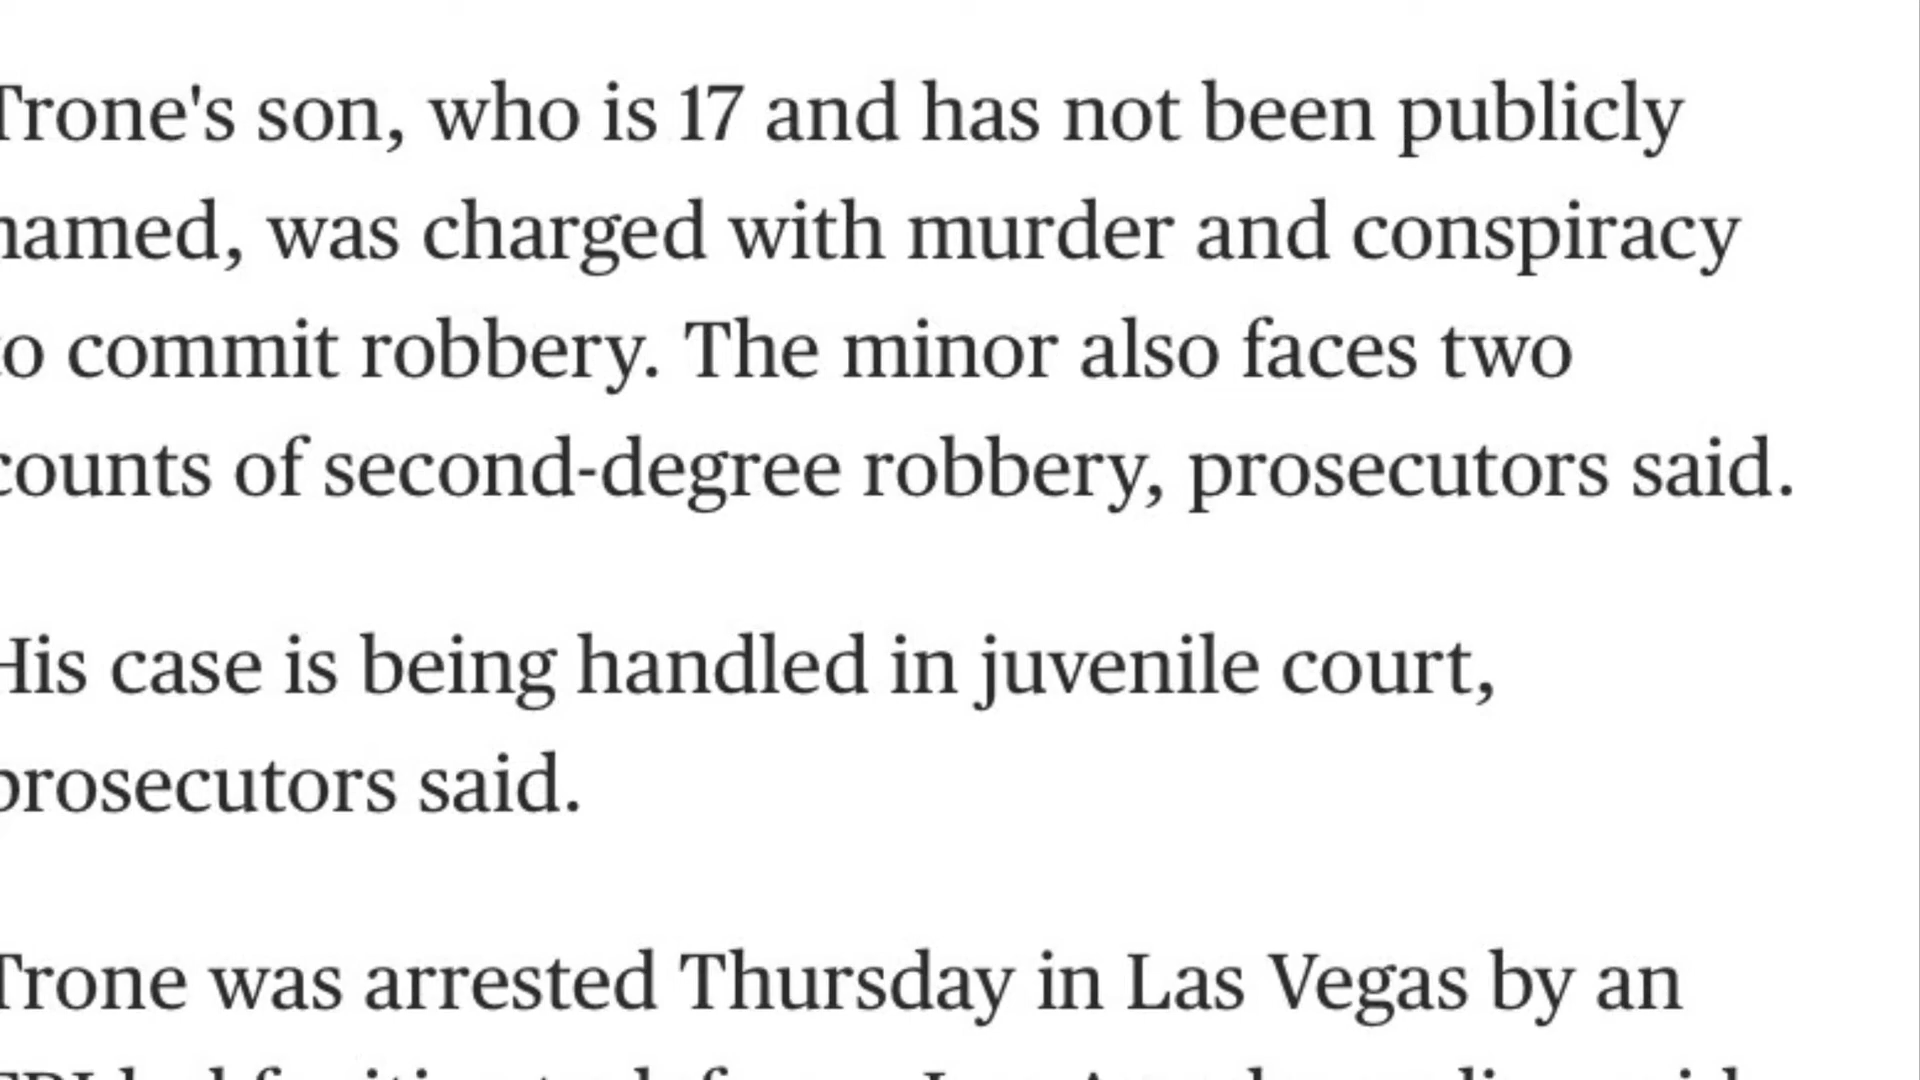 Trone's son, who is 17 and has not been publicly
named, was charged with murder and conspiracy
to commit robbery. The minor also faces two
counts of second-degree robbery, prosecutors said.
His case is being handled in juvenile court,
prosecutors said.
Trone was arrested Thursday in Las Vegas by an